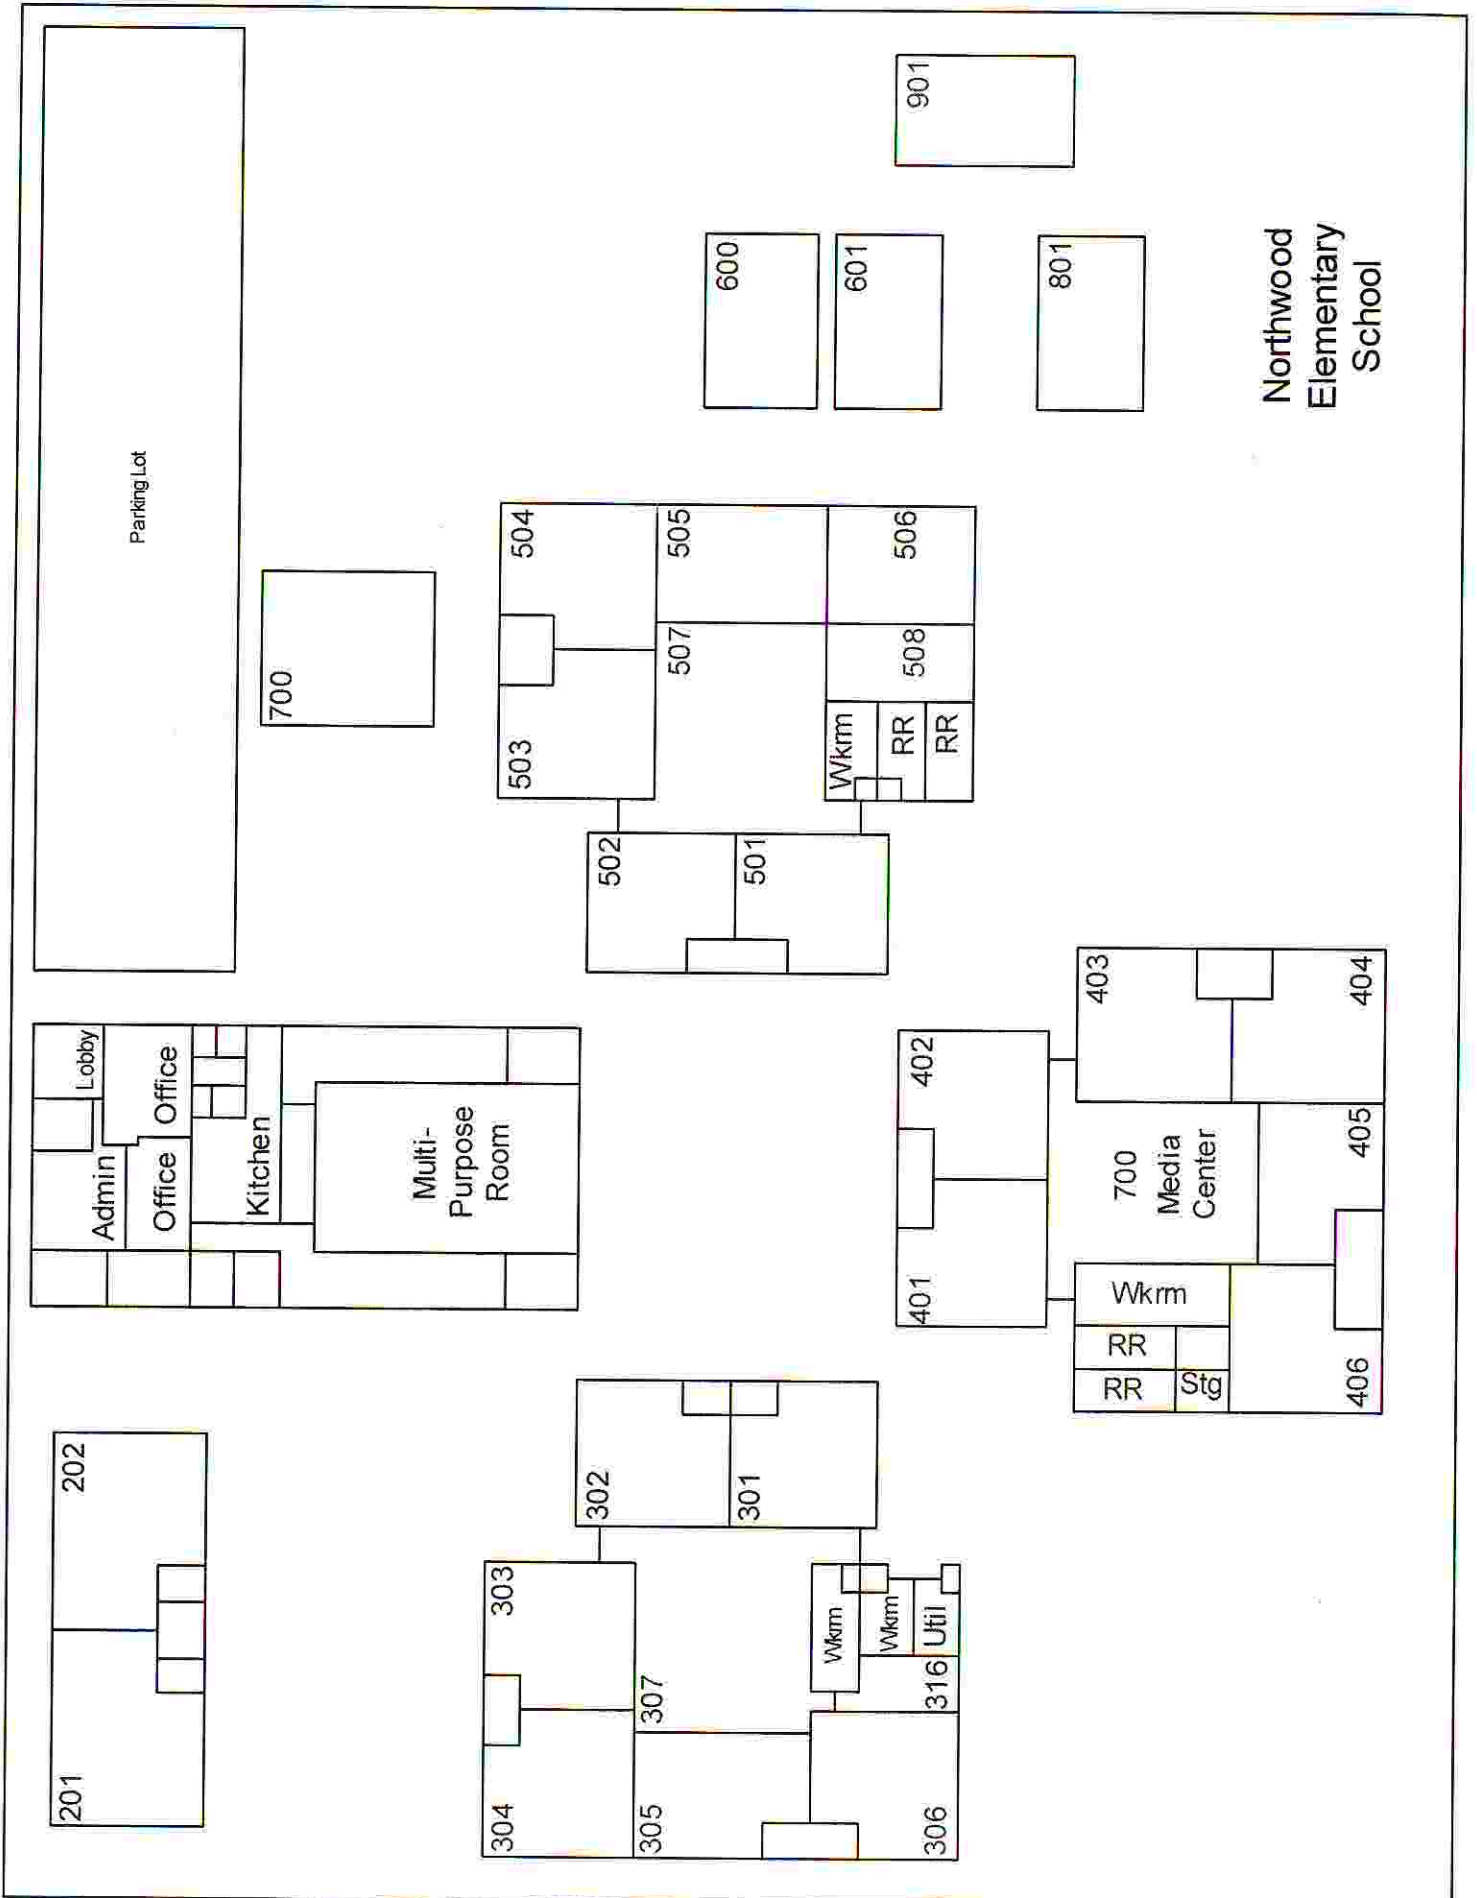 201
202
Lobby
Admin
Parking Lot
Office
Office
Kitchen
700
Multi-
Purpose
Room
304
303
503
504
302
502
305
307
507
505
600
301
501
Wkrm
Wkrm
601
Wkrm
RR
508
506
901
401
402
306
316
Util
RR
801
403
RR
RR
Wkrm
700
Media
Center
Stg
406
405
404
Northwood
Elementary
School